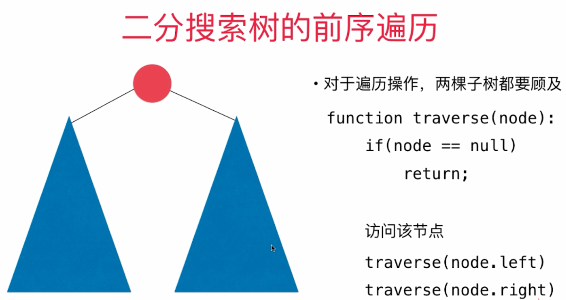 二分搜索树的前序遍历
・对于遍历操作，两棵子树都要顾及
function traverse(node):
if(node == null)
return;
访问该节点
traverse(node.left)
traverse(node.right)